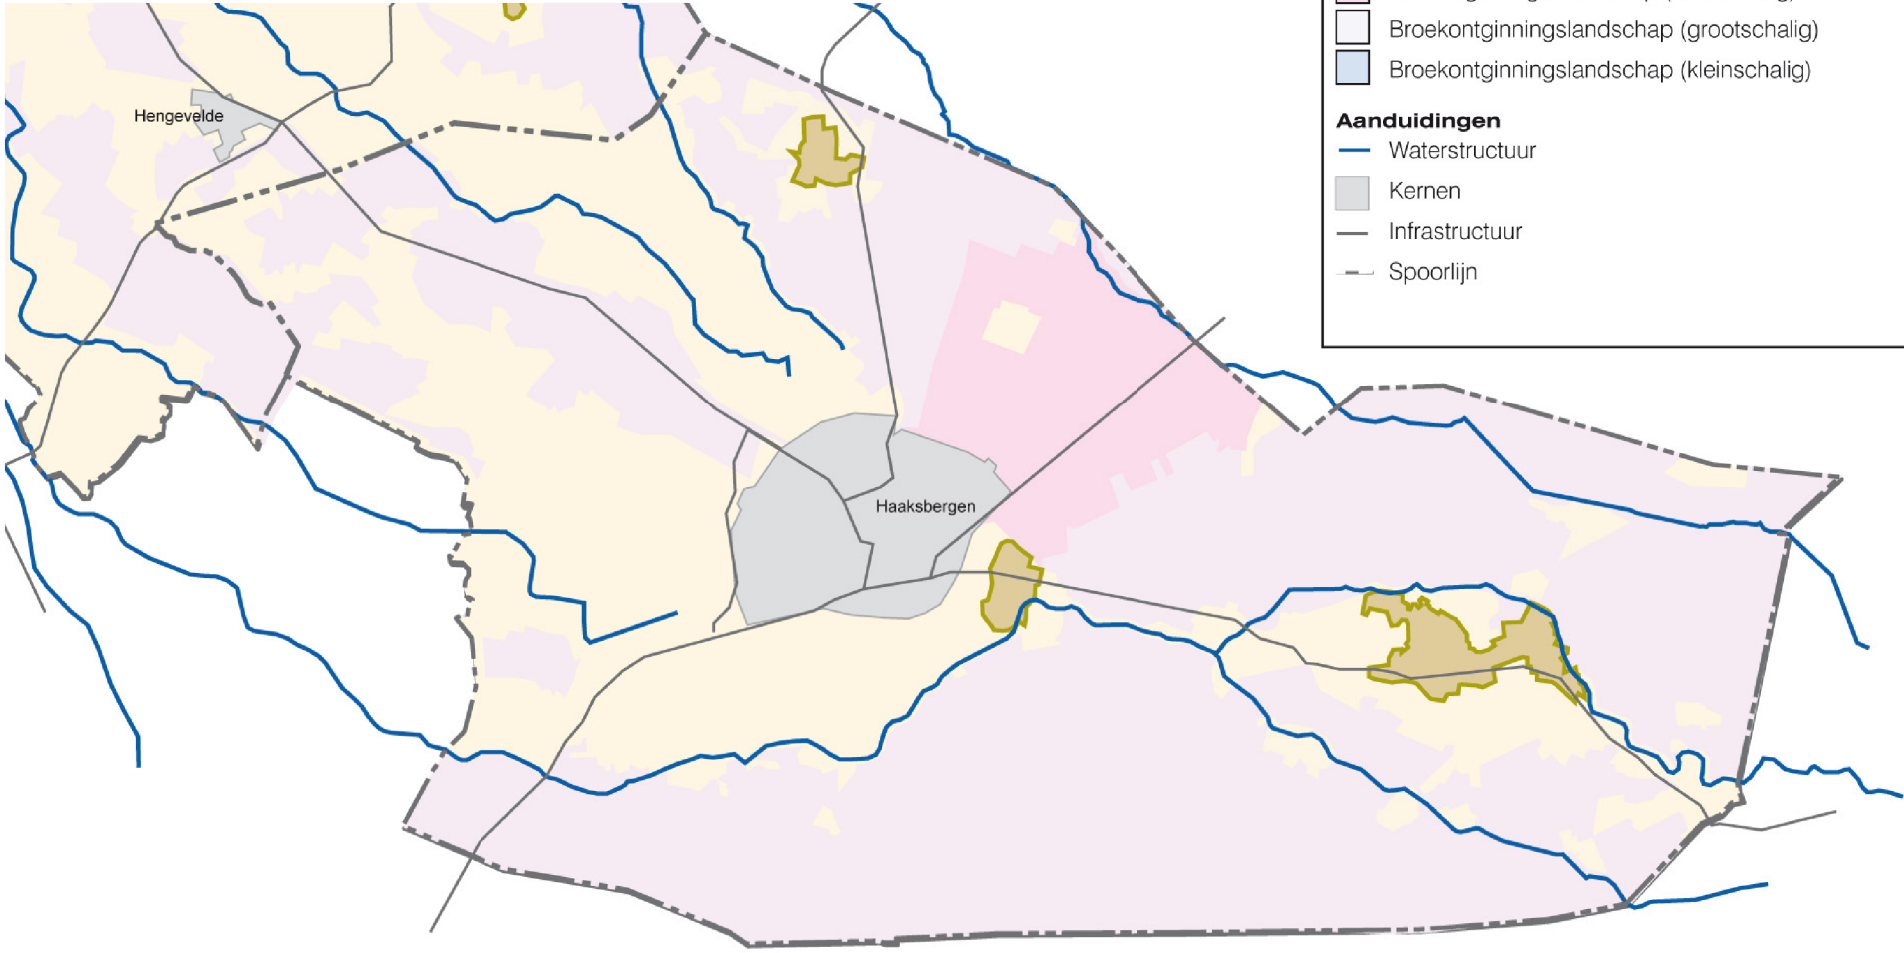 Broekontginningslandschap (grootschalig)
Broekontginningslandschap (kleinschalig)
Aanduidingen
Waterstructuur
Kernen
Infrastructuur
Spoorlijn
Hengevelde
Haaksbergen